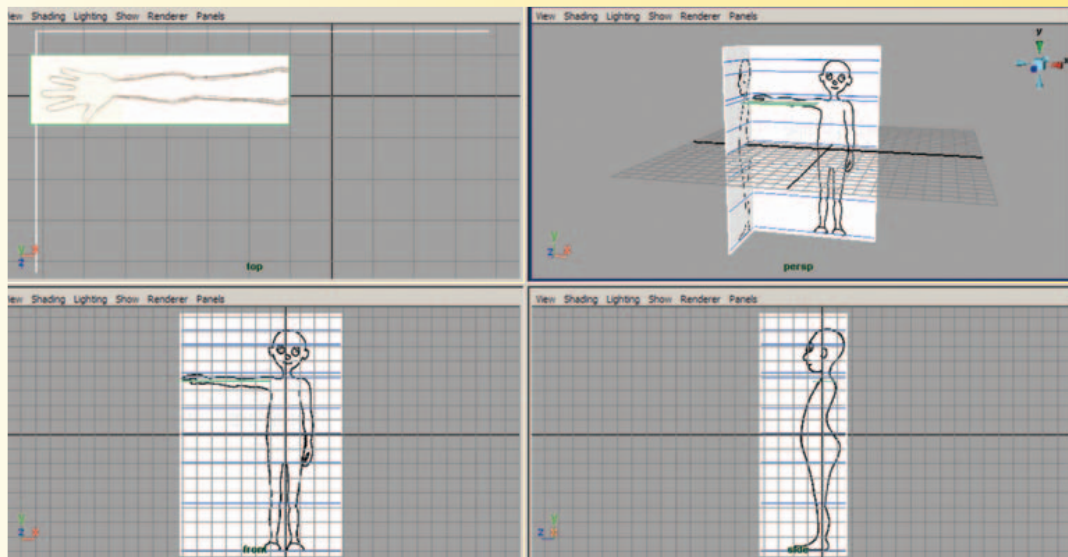 View Shading Lighting Show Renderer Panels
top
View Shading Lighting Show Renderer Panels
y
x
persp
View Shading Lighting Show Renderer Panels
front
View Shading Lighting Show Renderer Panels
side